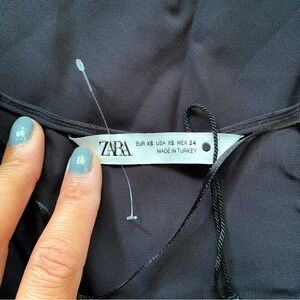 ZARA
EUR XS USA XS MEX 24
MADE IN TURKEY